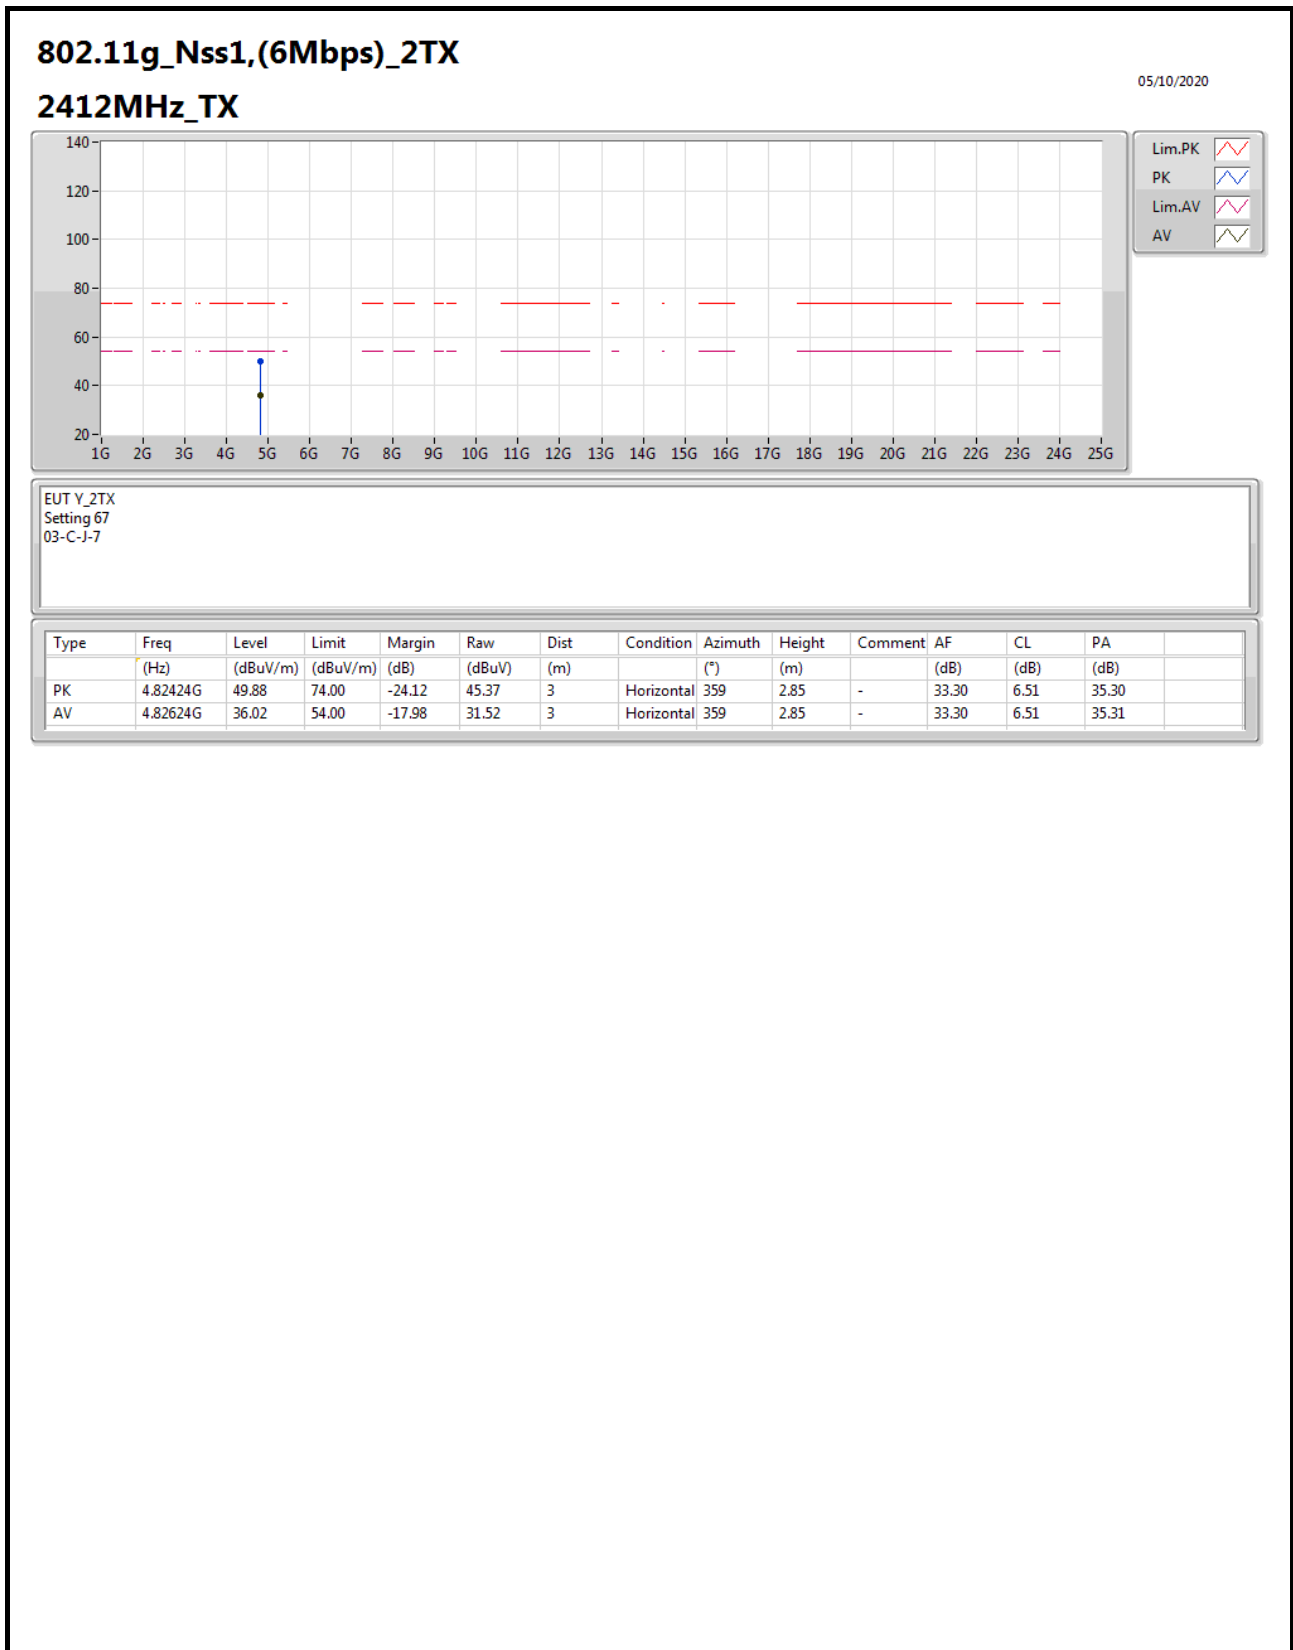 802.11g_Nss1,(6Mbps)_2TX
05/10/2020
2412MHz_TX
140
120
100
80
60
40
20
1G 2G 3G 4G 5G 6G 7G 8G 9G 10G 11G 12G 13G 14G 15G 16G 17G 18G 19G 20G 21G 22G 23G 24G 25G
Lim.PK
PK
Lim.AV
AV
EUT Y_2TX
Setting 67
03-C-J-7
Type Freq Level Limit Margin Raw Dist Condition Azimuth Height Comment AF CL PA
(Hz) (dBuV/m) (dBuV/m) (dB) (dBuV) (m) (°) (m) (dB) (dB) (dB)
PK 4.82424G 49.88 74.00 -24.12 45.37 3 Horizontal 359 2.85 - 33.30 6.51 35.30
AV 4.82624G 36.02 54.00 -17.98 31.52 3 Horizontal 359 2.85 - 33.30 6.51 35.31